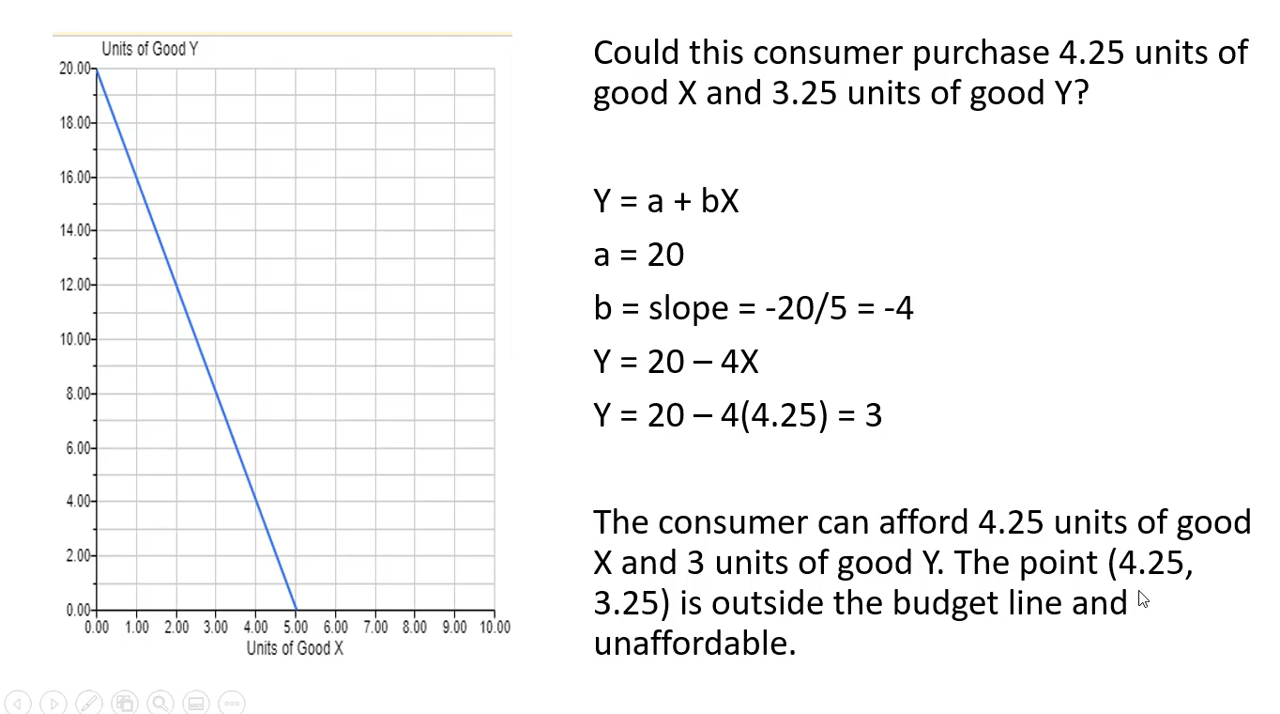 Units of Good Y
20.00
18.00
16.00
14.00
12.00
10.00
8.00
6.00
4.00
2.00
0.00
0.00 1.00 2.00 3.00 4.00 5.00 6.00 7.00 8.00 9.00 10.00
Units of Good X
Could this consumer purchase 4.25 units of
good X and 3.25 units of good Y?
Y = a + bX
a = 20
b = slope = -20/5 = -4
Y = 20 – 4X
Y = 20 – 4(4.25) = 3
The consumer can afford 4.25 units of good
X and 3 units of good Y. The point (4.25,
3.25) is outside the budget line and
unaffordable.